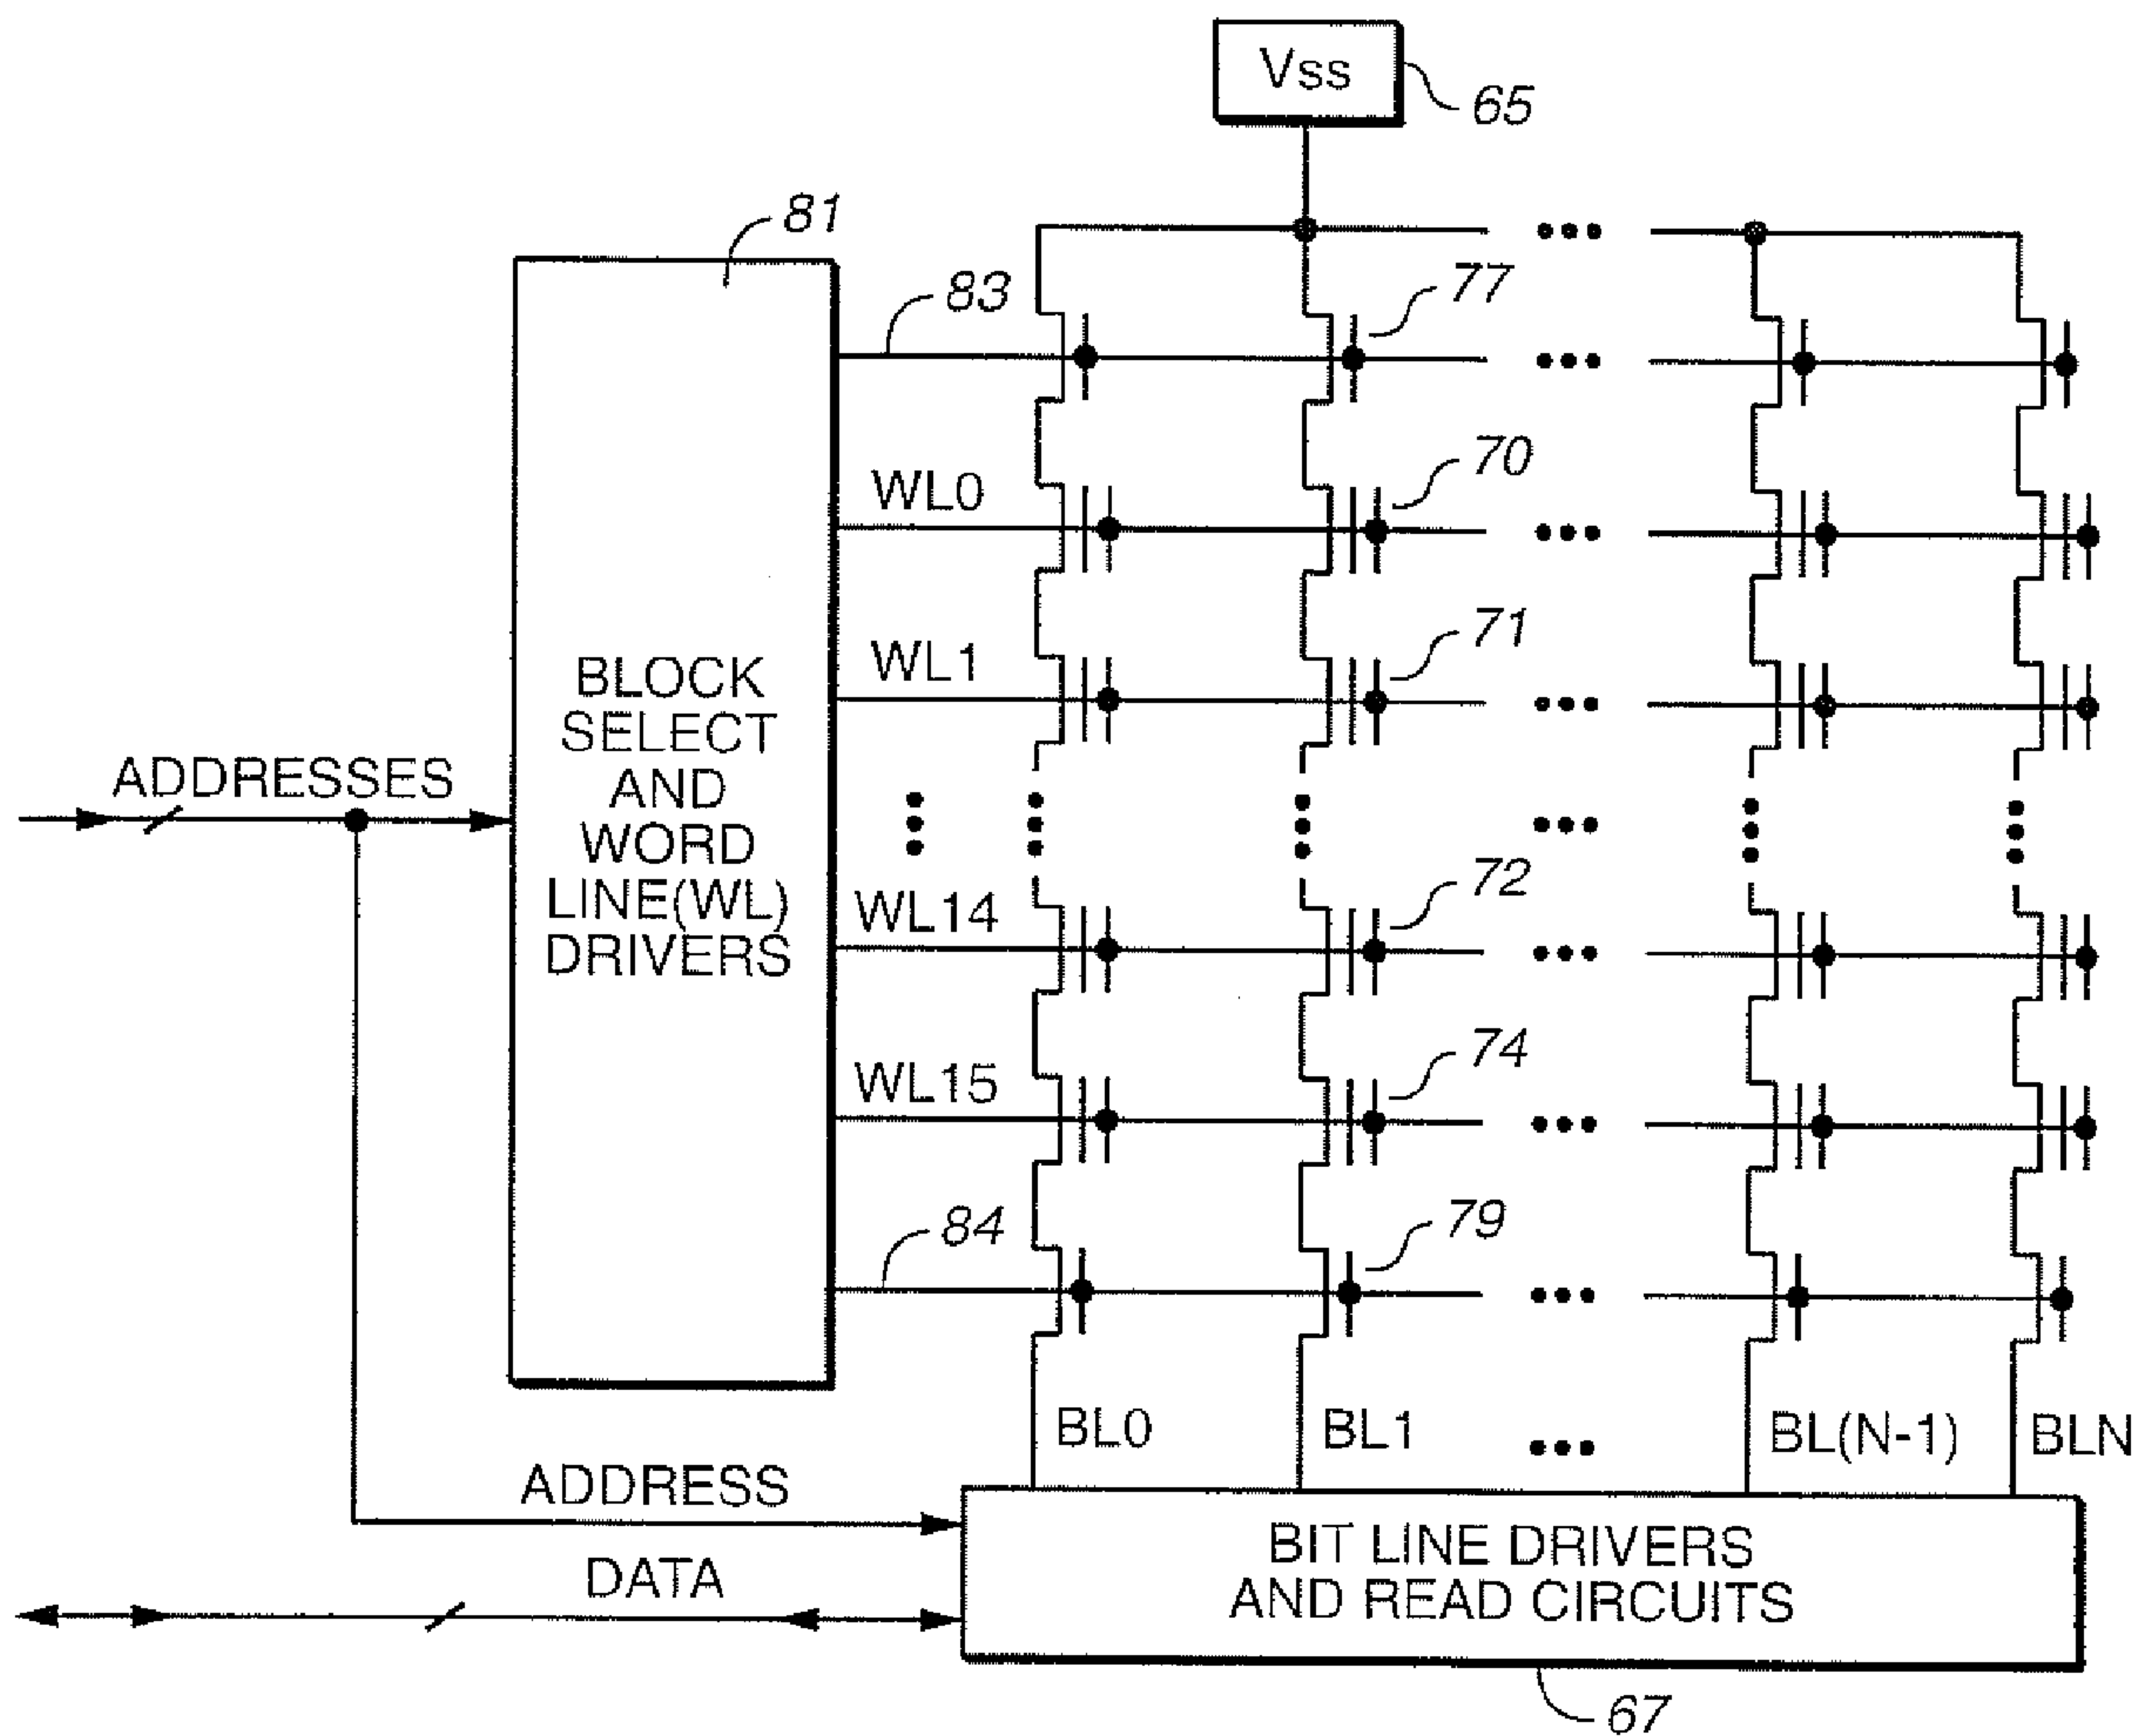 Vss
65
81
83
77
WL0
70
WL1
71
BLOCK
SELECT
AND
WORD
LINE(WL)
DRIVERS
ADDRESSES
WL14
72
WL15
74
84
79
BL0
BL1
BL(N-1)
BLN
ADDRESS
DATA
BIT LINE DRIVERS
AND READ CIRCUITS
67